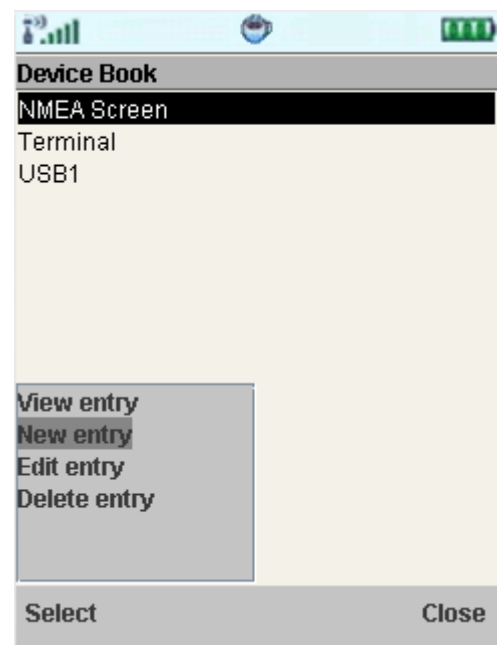 Device Book
NMEA Screen
Terminal
USB1
View entry
New entry
Edit entry
Delete entry
Select Close